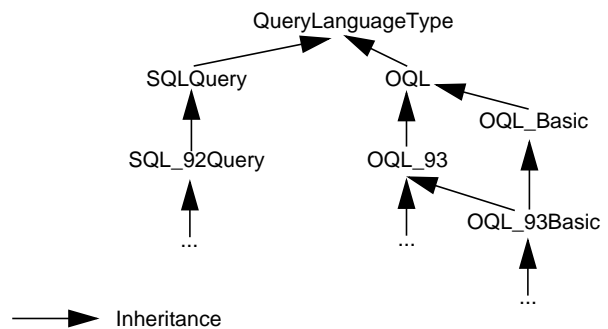 QueryLanguageType
SQLQuery OQL
OQL_Basic
SQL_92Query OQL_93
OQL_93Basic
... ...
...
Inheritance